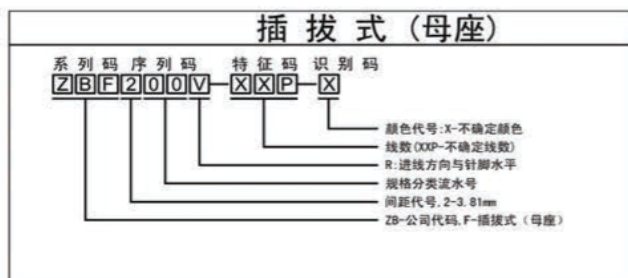 插拔式(母座)
系列码序列码 特征码 识别码
ZBF200V-XXP-X
颜色代号:X-不确定颜色
线数(XXP-不确定线数)
R:进线方向与针脚水平
规格分类流水号
间距代号,2-3.81mm
ZB-公司代码,F-插拔式(母座)